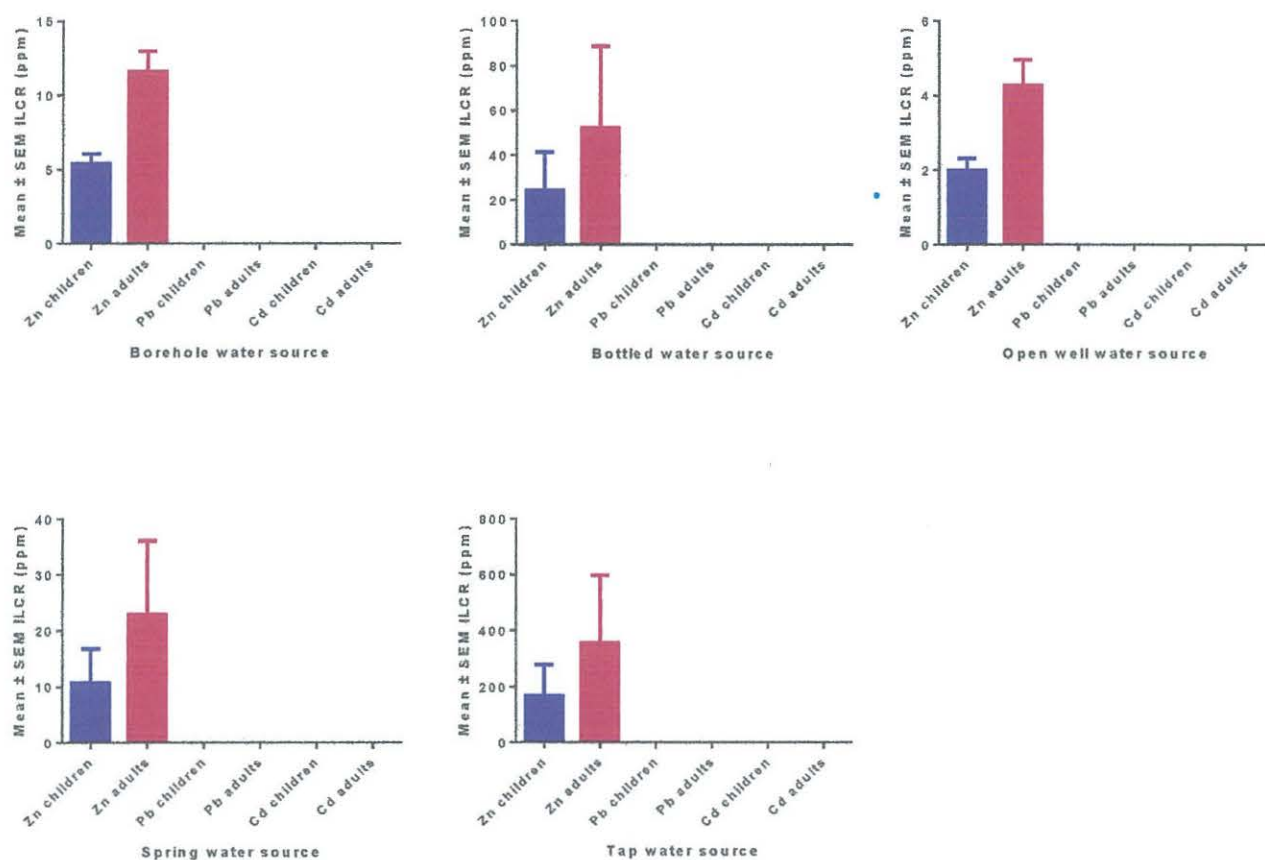 Mean ± SEM ILCR (ppm)
15
10
5
0
Zn children
Zn adults
Pb children
Pb adults
Cd children
Cd adults
Borehole water source
Mean ± SEM ILCR (ppm)
100
80
60
40
20
0
Zn children
Zn adults
Pb children
Pb adults
Cd children
Cd adults
Bottled water source
Mean ± SEM ILCR (ppm)
6
4
2
0
Zn children
Zn adults
Pb children
Pb adults
Cd children
Cd adults
Open well water source
Mean ± SEM ILCR (ppm)
40
30
20
10
0
Zn children
Zn adults
Pb children
Pb adults
Cd children
Cd adults
Spring water source
Mean ± SEM ILCR (ppm)
800
600
400
200
0
Zn children
Zn adults
Pb children
Pb adults
Cd children
Cd adults
Tap water source